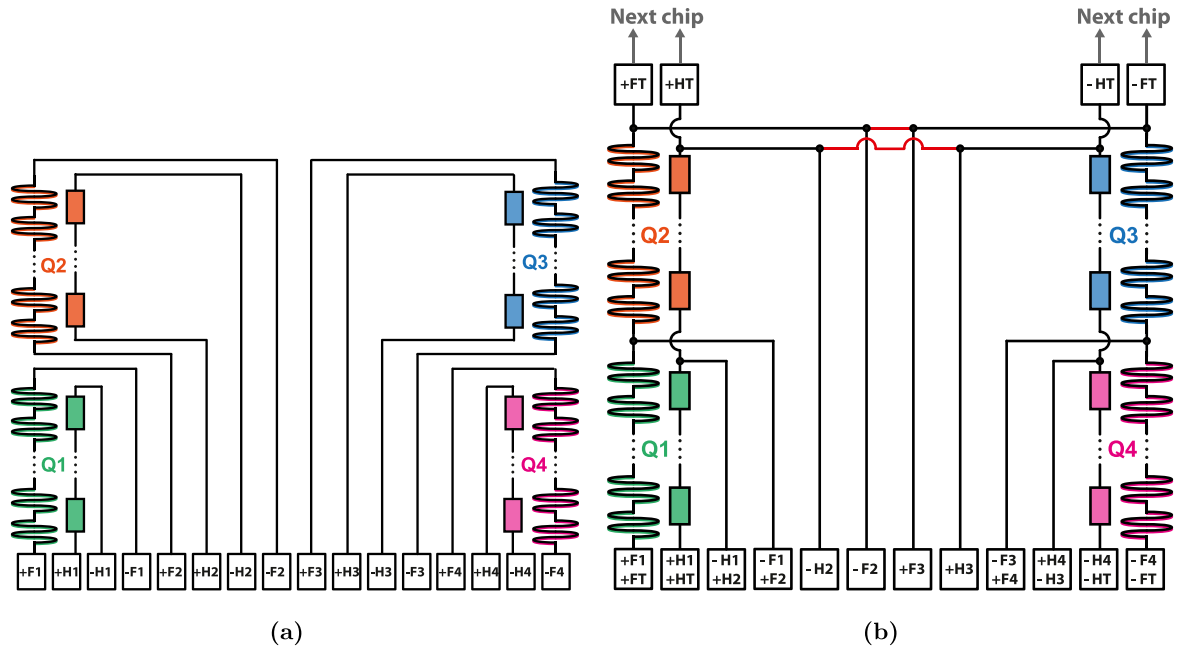 Next chip
Next chip
+FT
+HT
- HT
- FT
Q2
Q3
Q2
Q3
Q1
Q4
Q1
Q4
+F1
+H1
-H1
-F1
+F2
+H2
-H2
-F2
+F3
+H3
-H3
-F3
+F4
+H4
-H4
-F4
+F1
+FT
+H1
+HT
- H1
+H2
- F1
+F2
- H2
- F2
+F3
+H3
- F3
+F4
+H4
- H3
- H4
- HT
- F4
- FT
(a)
(b)